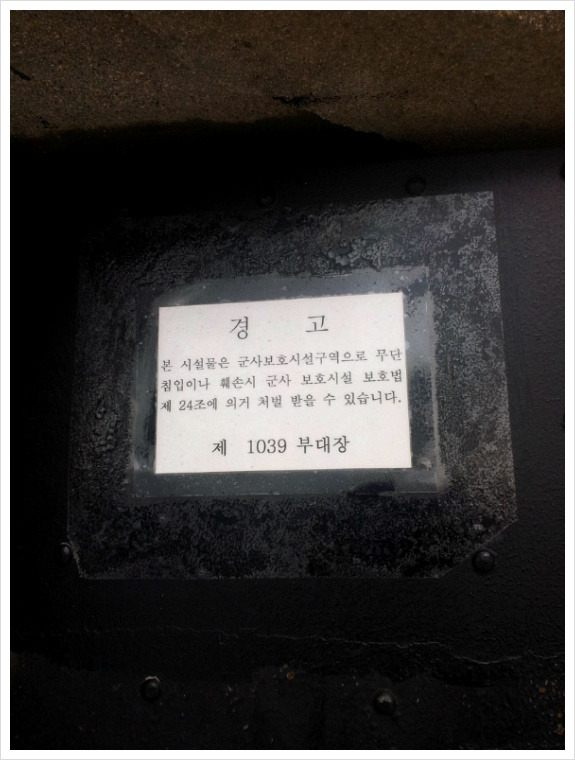 경 고
본 시설물은 군사보호시설구역으로 무단
침입이나 훼손시 군사 보호시설 보호법
제 24조에 의거 처벌 받을 수 있습니다.
제 1039 부대장